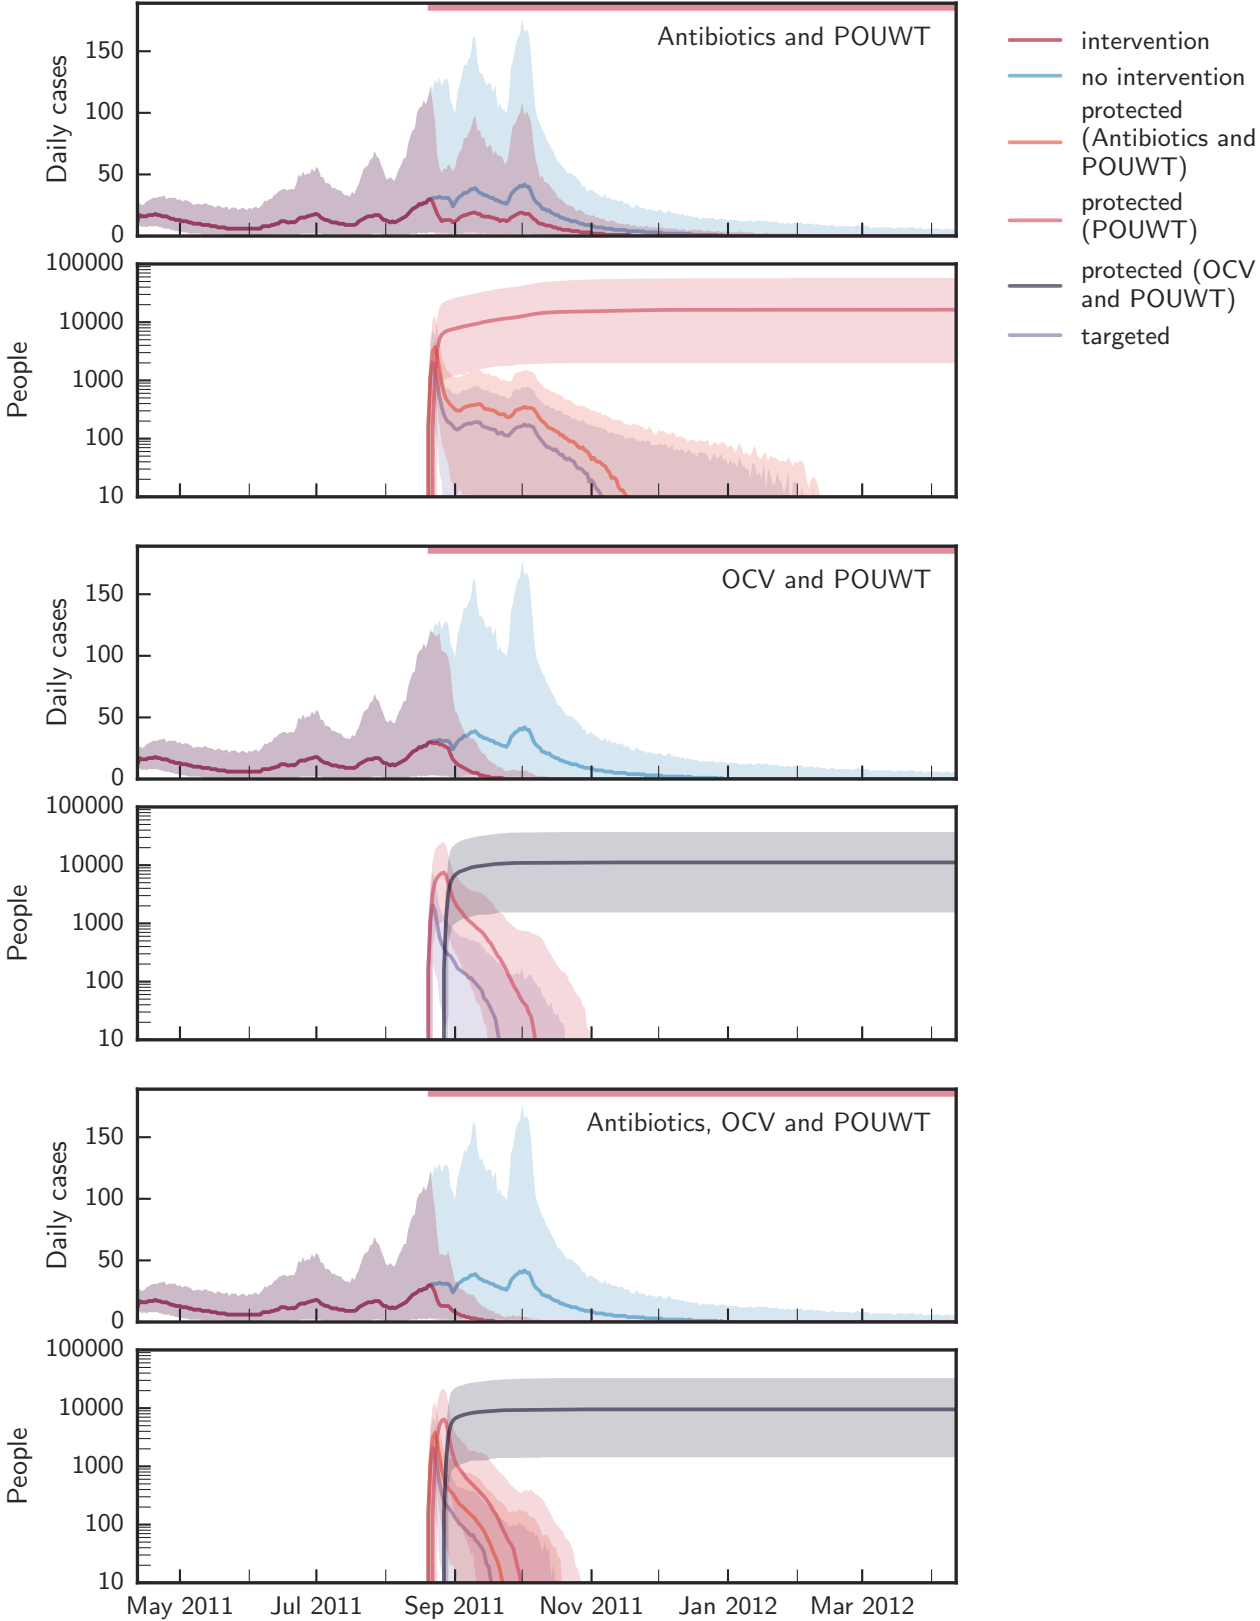 Antibiotics and POUWT
Daily cases
150
100
50
0
intervention
no intervention
protected
(Antibiotics and
POUWT)
protected
(POUWT)
protected (OCV
and POUWT)
targeted
People
100000
10000
1000
100
10
OCV and POUWT
Daily cases
150
100
50
0
People
100000
10000
1000
100
10
Antibiotics, OCV and POUWT
Daily cases
150
100
50
0
People
100000
10000
1000
100
10
May 2011 Jul 2011 Sep 2011 Nov 2011 Jan 2012 Mar 2012